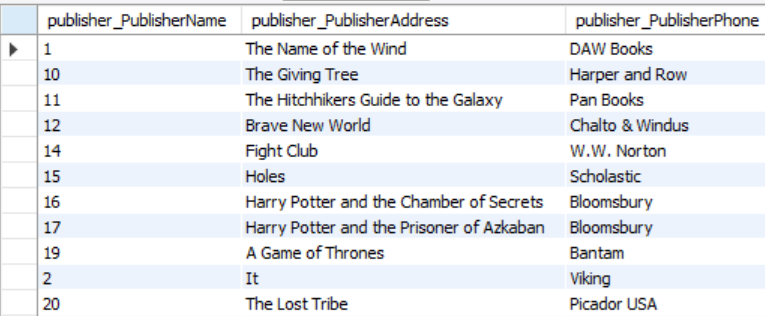 publisher_PublisherName publisher_PublisherAddress publisher_PublisherPhone
1 The Name of the Wind DAW Books
10 The Giving Tree Harper and Row
11 The Hitchhikers Guide to the Galaxy Pan Books
12 Brave New World Chalto & Windus
14 Fight Club W.W. Norton
15 Holes Scholastic
16 Harry Potter and the Chamber of Secrets Bloomsbury
17 Harry Potter and the Prisoner of Azkaban Bloomsbury
19 A Game of Thrones Bantam
2 It Viking
20 The Lost Tribe Picador USA